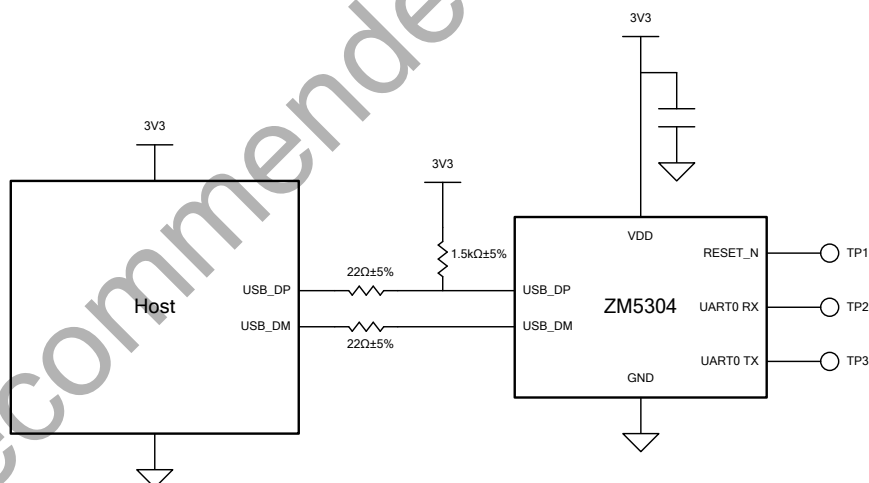 3V3
3V3
3V3
VDD
RESET_N
TP1
1.5kΩ±5%
22Ω±5%
USB_DP
USB_DP
Host
ZM5304
UART0 RX
TP2
USB_DM
USB_DM
22Ω±5%
UART0 TX
TP3
GND
ecommende